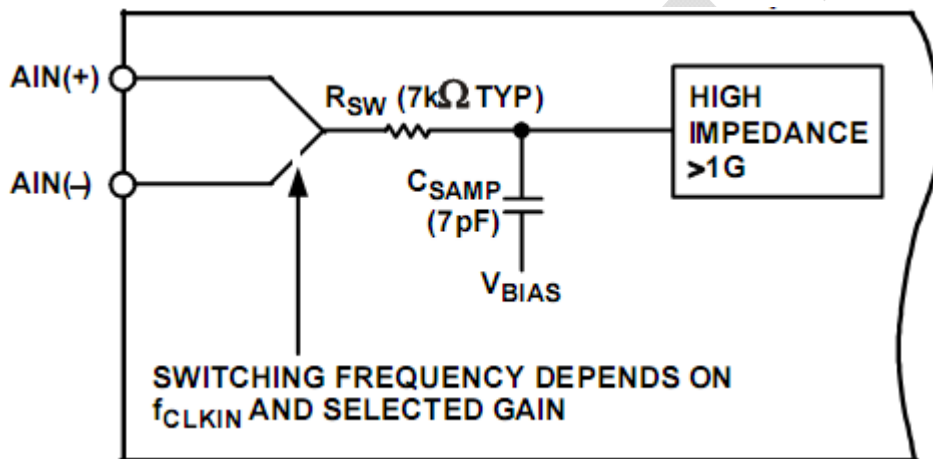 AIN(+)
RSW (7kΩ TYP)
HIGH
IMPEDANCE
>1G
AIN(–)
CSAMP
(7pF)
VBIAS
SWITCHING FREQUENCY DEPENDS ON
fCLKIN AND SELECTED GAIN